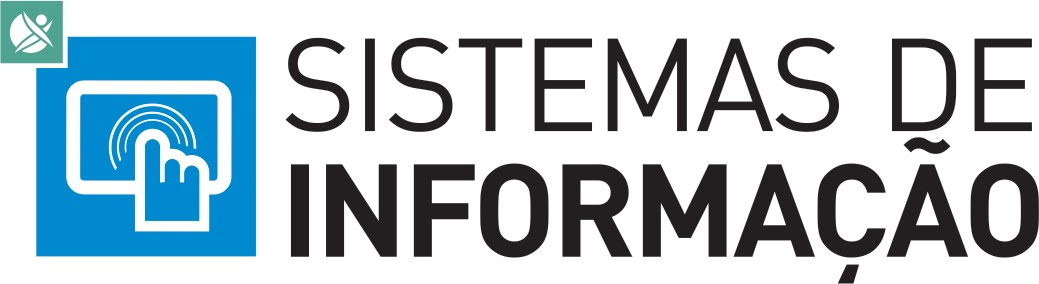 SISTEMAS DE
INFORMAÇÃO